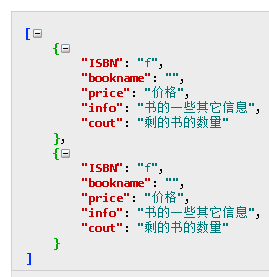 [
{
"ISBN": "f",
"bookname": "",
"price": "价格",
"info": "书的一些其它信息",
"cout": "剩的书的数量"
},
{
"ISBN": "f",
"bookname": "",
"price": "价格",
"info": "书的一些其它信息",
"cout": "剩的书的数量"
}
]